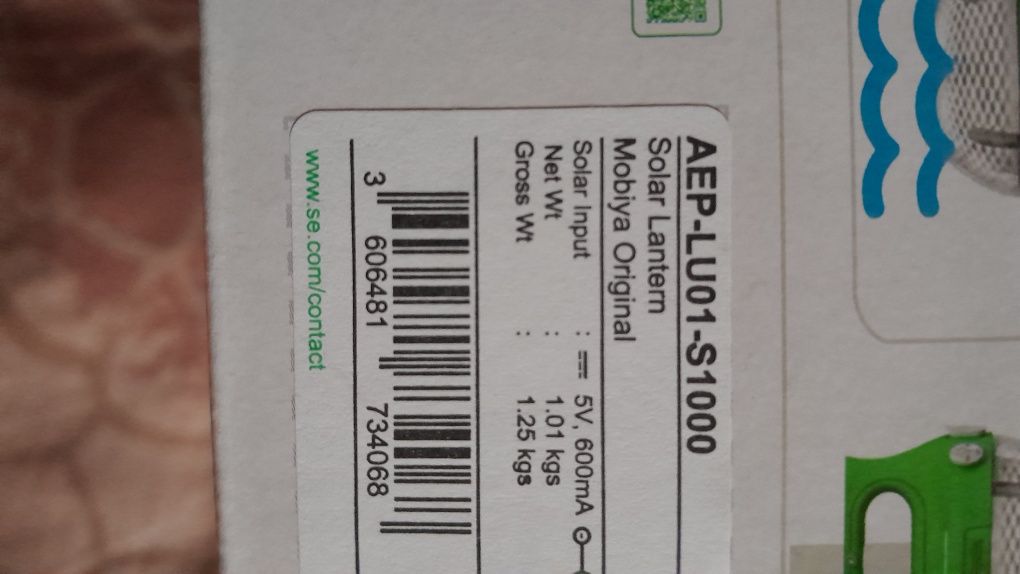 AEP-LU01-S1000
Solar Lantern
Mobiya Original
Solar Input : 5V, 600mA
Net Wt : 1.01 kgs
Gross Wt : 1.25 kgs
3 606481 734068
www.se.com/contact